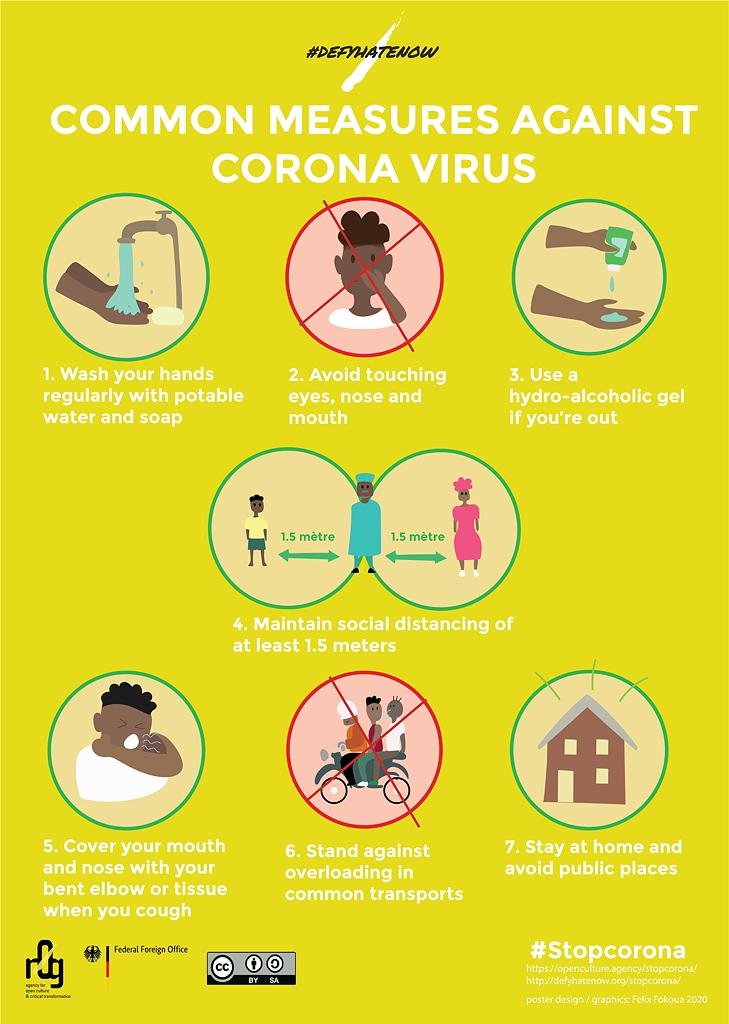 #DEFYHATENOW
COMMON MEASURES AGAINST
CORONA VIRUS
1. Wash your hands
regularly with potable
water and soap
2. Avoid touching
eyes, nose and
mouth
3. Use a
hydro-alcoholic gel
if you're out
1.5 mètre
1.5 mètre
4. Maintain social distancing of
at least 1.5 meters
5. Cover your mouth
and nose with your
bent elbow or tissue
when you cough
6. Stand against
overloading in
common transports
7. Stay at home and
avoid public places
r0g
agency for
open culture
& critical transformation
Federal Foreign Office
cc
BY SA
#Stopcorona
https://openculture.agency/stopcorona/
http://defyhatenow.org/stopcorona/
poster design / graphics: Felix Fokoua 2020